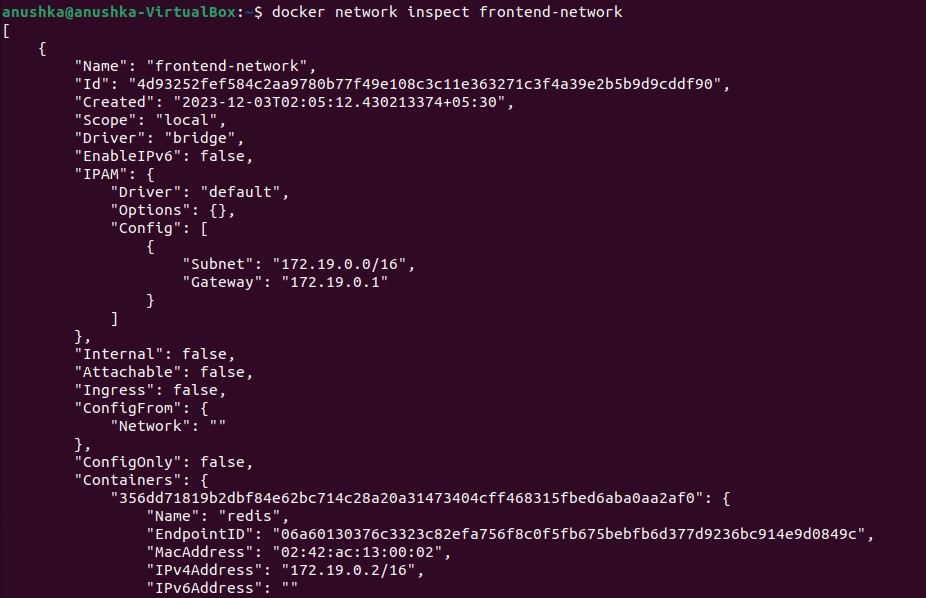 anushka@anushka-VirtualBox:~$ docker network inspect frontend-network
[
    {
        "Name": "frontend-network",
        "Id": "4d93252fef584c2aa9780b77f49e108c3c11e363271c3f4a39e2b5b9d9cddf90",
        "Created": "2023-12-03T02:05:12.430213374+05:30",
        "Scope": "local",
        "Driver": "bridge",
        "EnableIPv6": false,
        "IPAM": {
            "Driver": "default",
            "Options": {},
            "Config": [
                {
                    "Subnet": "172.19.0.0/16",
                    "Gateway": "172.19.0.1"
                }
            ]
        },
        "Internal": false,
        "Attachable": false,
        "Ingress": false,
        "ConfigFrom": {
            "Network": ""
        },
        "ConfigOnly": false,
        "Containers": {
            "356dd71819b2dbf84e62bc714c28a20a31473404cff468315fbed6aba0aa2af0": {
                "Name": "redis",
                "EndpointID": "06a60130376c3323c82efa756f8c0f5fb675bebfb6d377d9236bc914e9d0849c",
                "MacAddress": "02:42:ac:13:00:02",
                "IPv4Address": "172.19.0.2/16",
                "IPv6Address": ""